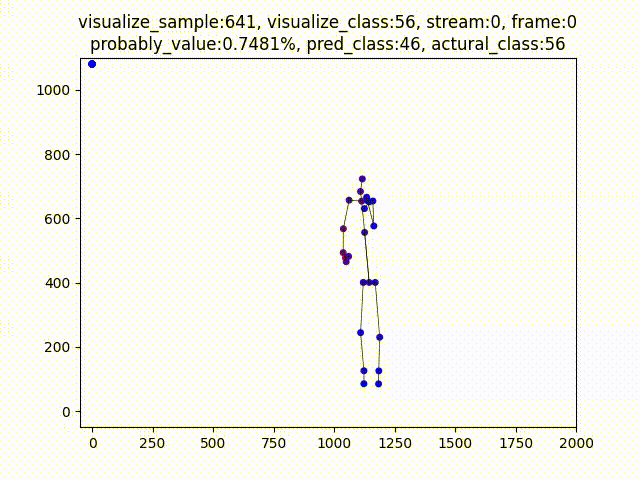 visualize_sample:641, visualize_class:56, stream:0, frame:0
probably_value:0.7481%, pred_class:46, actural_class:56
1000
800
600
400
200
0
0 250 500 750 1000 1250 1500 1750 2000